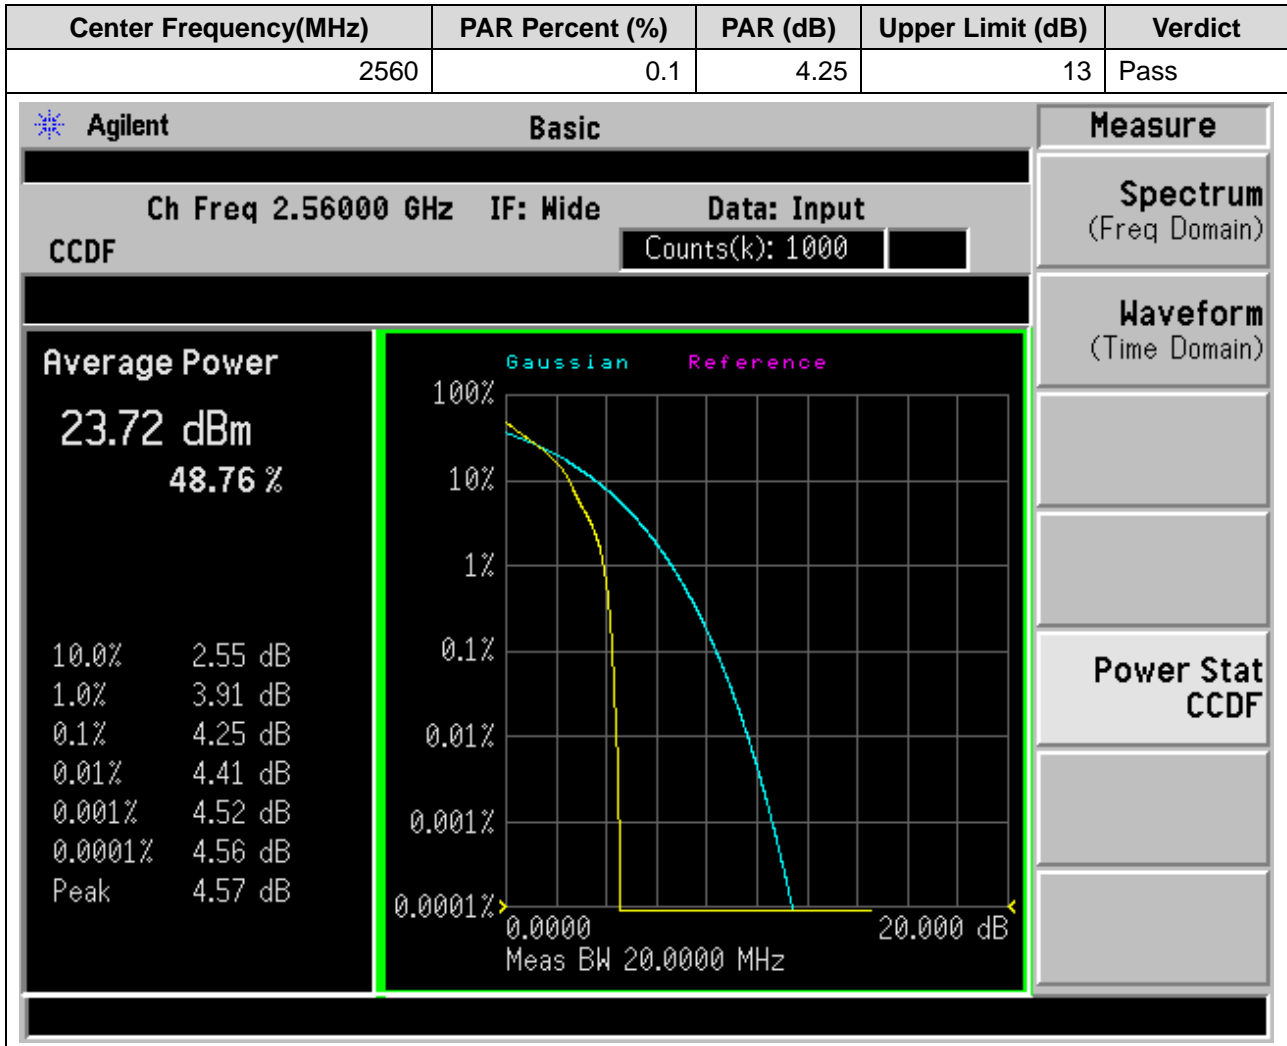 Center Frequency(MHz) PAR Percent (%) PAR (dB) Upper Limit (dB) Verdict
2560 0.1 4.25 13 Pass
Agilent Basic Measure
Ch Freq 2.56000 GHz IF: Wide Data: Input
CCDF Counts(k): 1000
Spectrum
(Freq Domain)
Waveform
(Time Domain)
Power Stat
CCDF
Average Power
23.72 dBm
48.76 %
10.0% 2.55 dB
1.0% 3.91 dB
0.1% 4.25 dB
0.01% 4.41 dB
0.001% 4.52 dB
0.0001% 4.56 dB
Peak 4.57 dB
Gaussian Reference
100%
10%
1%
0.1%
0.01%
0.001%
0.0001%
0.0000 20.000 dB
Meas BW 20.0000 MHz